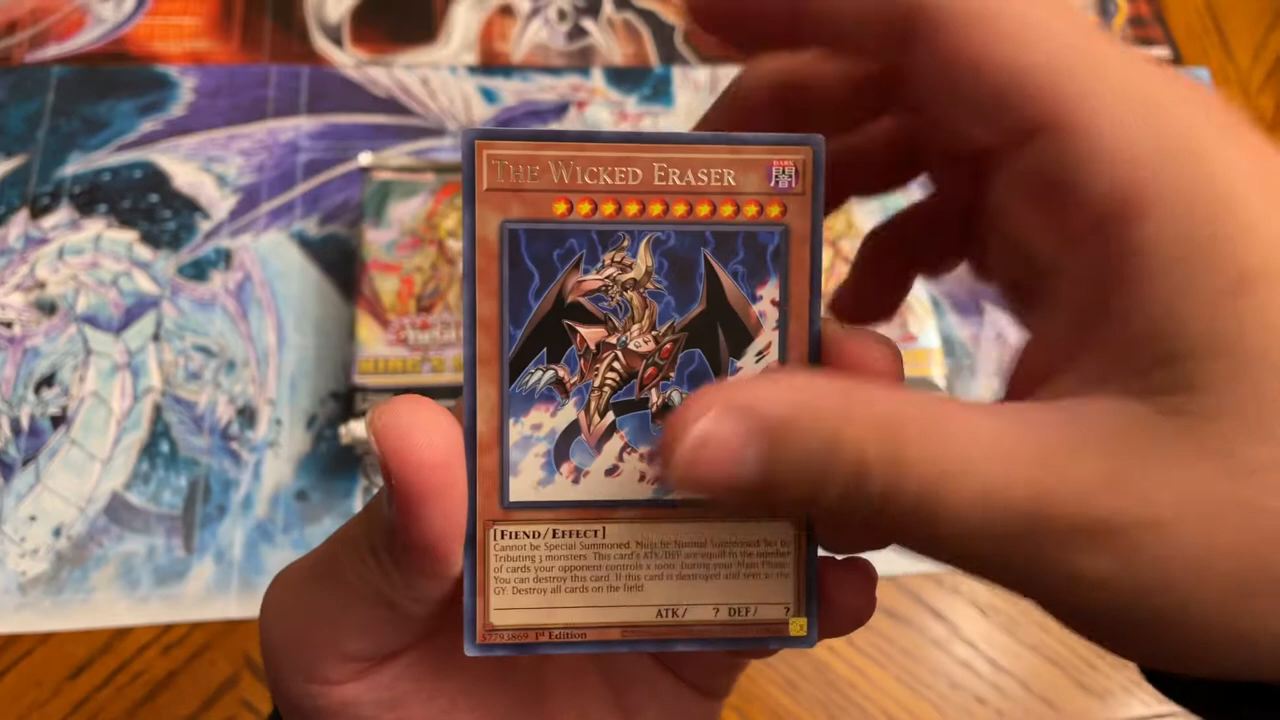 THE WICKED ERASER
DARK
闇
KING'S
[FIEND/EFFECT]
Cannot be Special Summoned. Must be Normal Summoned Set by
Tributing 3 monsters. This card's ATK/DEF are equal to the number
of cards your opponent controls x 1000. During your Main Phase:
You can destroy this card. If this card is destroyed and sent to the
GY: Destroy all cards on the field.
ATK/ ? DEF/ ?
57793869 1st Edition